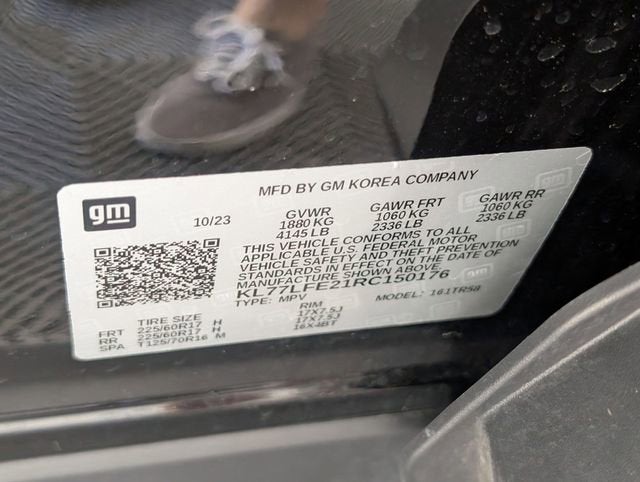 MFD BY GM KOREA COMPANY
gm
10/23 GVWR GAWR FRT GAWR RR
1880 KG 1060 KG 1060 KG
4145 LB 2336 LB 2336 LB
THIS VEHICLE CONFORMS TO ALL
APPLICABLE U.S. FEDERAL MOTOR
VEHICLE SAFETY AND THEFT PREVENTION
STANDARDS IN EFFECT ON THE DATE OF
MANUFACTURE SHOWN ABOVE
KL77LFE21RC150176
TYPE: MPV MODEL: 161TR58
TIRE SIZE RIM
FRT 225/60R17 H 17X7.5J
RR 225/60R17 H 17X7.5J
SPA T125/70R16 M 16X4BT